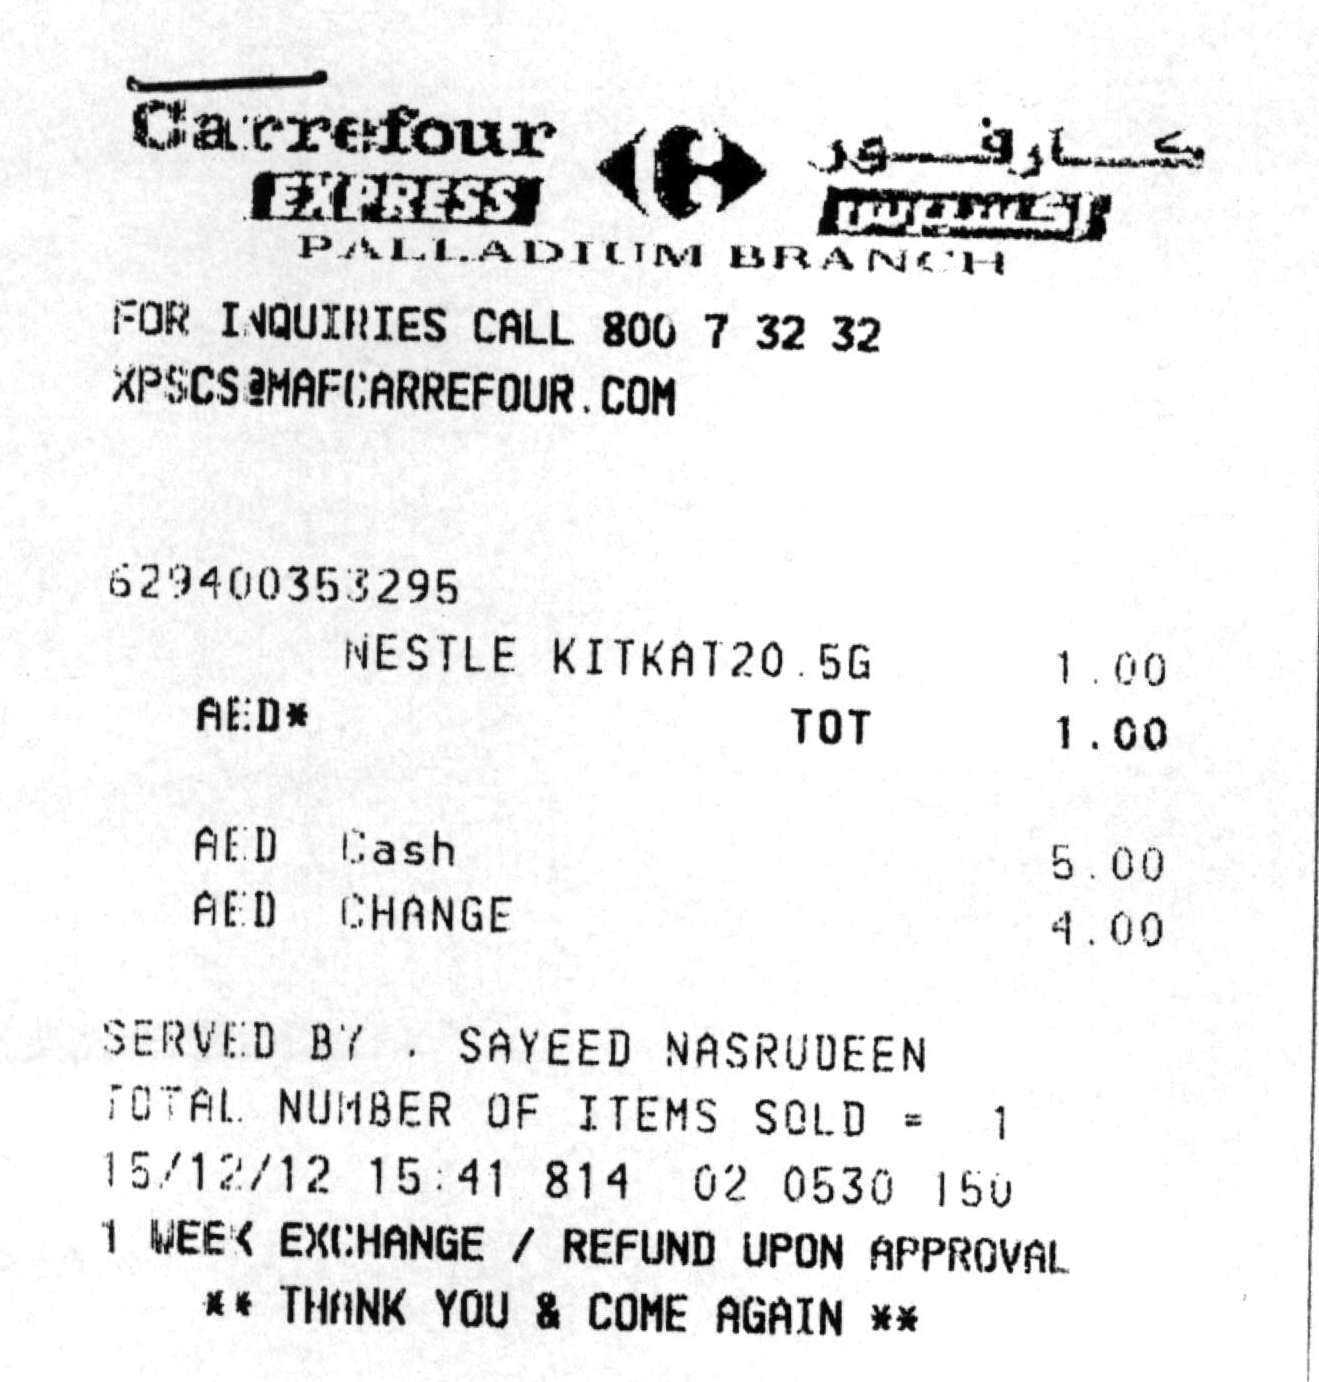 Carrefour كارفور
EXPRESS إكسبريس
PALLADIUM BRANCH
FOR INQUIRIES CALL 800 7 32 32
XPSCS@MAFCARREFOUR.COM
629400353295
NESTLE KITKAT20.5G 1.00
AED* TOT 1.00
AED Cash 5.00
AED CHANGE 4.00
SERVED BY . SAYEED NASRUDEEN
TOTAL NUMBER OF ITEMS SOLD = 1
15/12/12 15:41 814 02 0530 150
1 WEEK EXCHANGE / REFUND UPON APPROVAL
** THANK YOU & COME AGAIN **